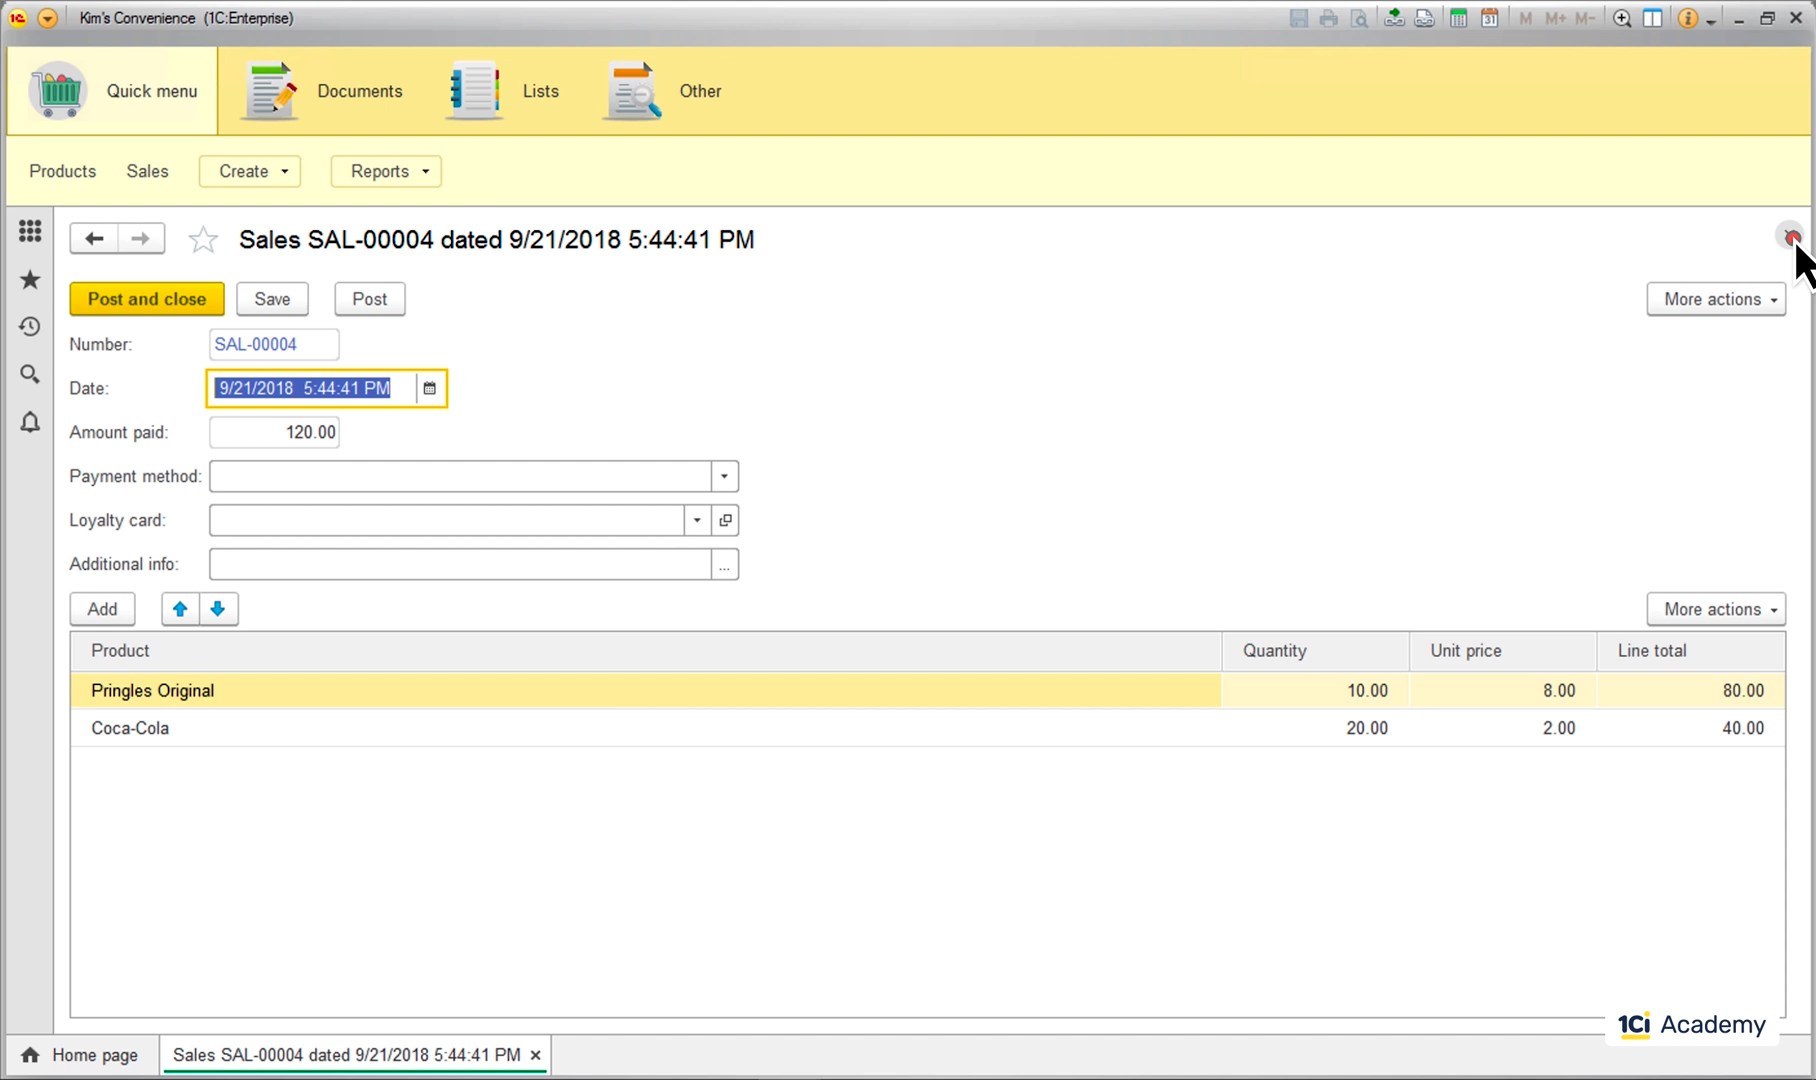 Kim's Convenience (1C:Enterprise)
M M+ M-
31
Quick menu
Documents
Lists
Other
Products
Sales
Create
Reports
Sales SAL-00004 dated 9/21/2018 5:44:41 PM
Post and close
Save
Post
More actions
Number: SAL-00004
Date: 9/21/2018 5:44:41 PM
Amount paid: 120.00
Payment method:
Loyalty card:
Additional info:
...
Add
More actions
Product Quantity Unit price Line total
Pringles Original 10.00 8.00 80.00
Coca-Cola 20.00 2.00 40.00
1Ci Academy
Home page
Sales SAL-00004 dated 9/21/2018 5:44:41 PM